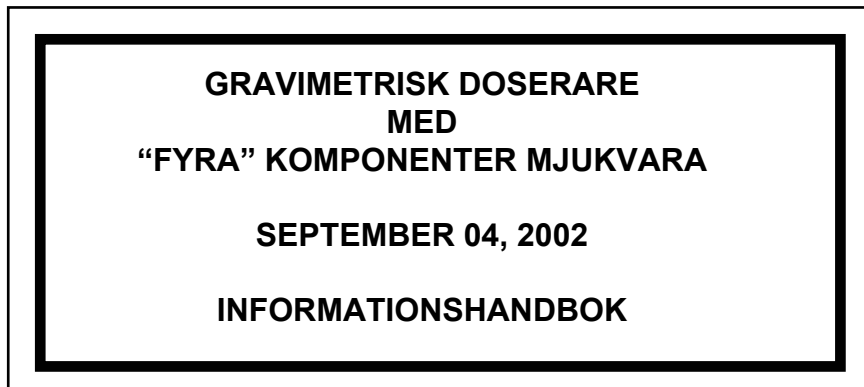 GRAVIMETRISK DOSERARE
MED
“FYRA” KOMPONENTER MJUKVARA
SEPTEMBER 04, 2002
INFORMATIONSHANDBOK